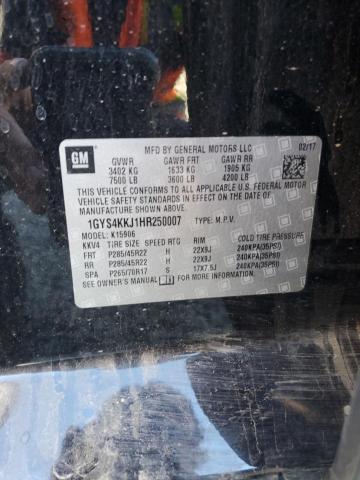 GM
MFD BY GENERAL MOTORS LLC 02/17
GVWR GAWR FRT GAWR RR
3402 KG 1633 KG 1905 KG
7500 LB 3600 LB 4200 LB
THIS VEHICLE CONFORMS TO ALL APPLICABLE U.S. FEDERAL MOTOR
VEHICLE SAFETY STANDARDS IN EFFECT ON THE DATE OF
MANUFACTURE SHOWN ABOVE.
1GYS4KKJ1HR250007 TYPE: M.P.V.
MODEL: K15906
KKV4 TIRE SIZE SPEED RTG RIM COLD TIRE PRESSURE
FRT P285/45R22 H 22X9J 240KPA(35PSI)
RR P285/45R22 H 22X9J 240KPA(35PSI)
SPA P265/70R17 17X7.5J 240KPA(35PSI)
SEE OWNER'S MANUAL FOR MORE INFORMATION.